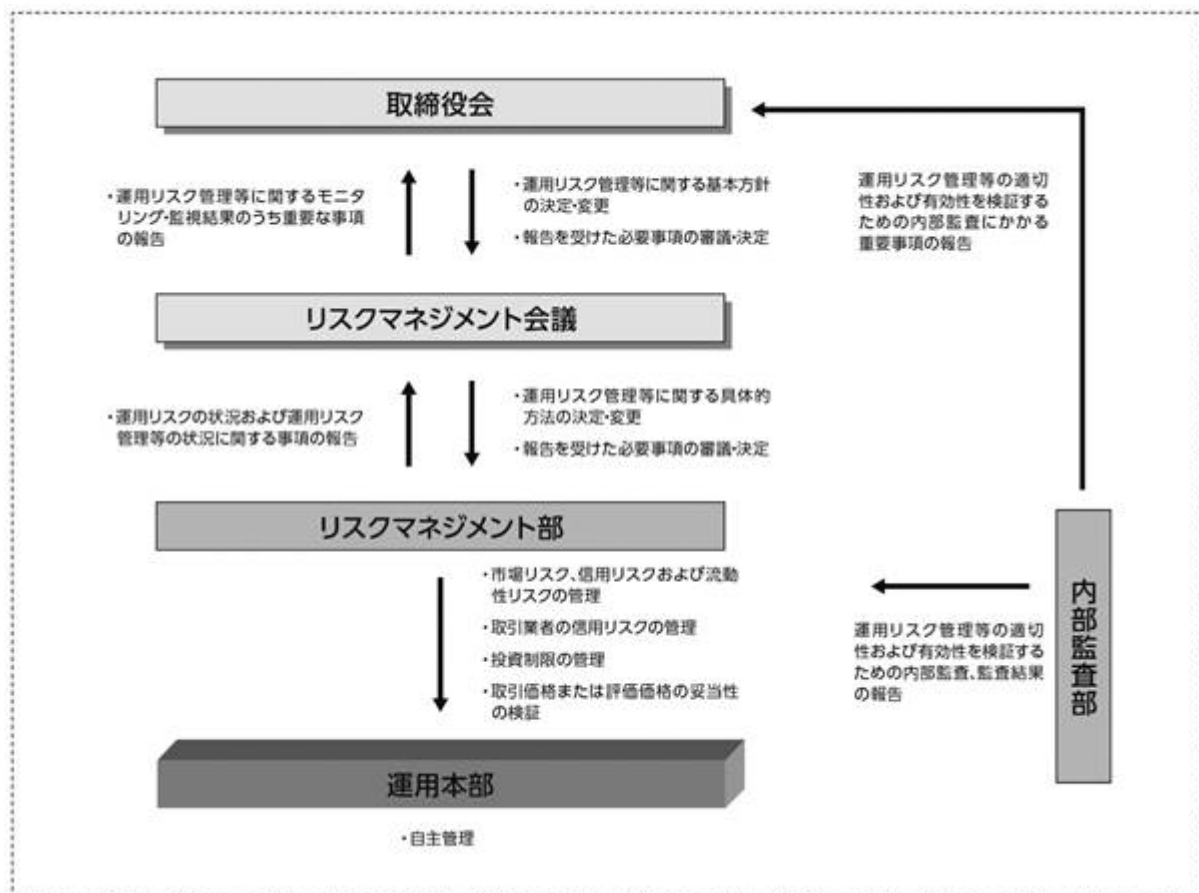 取締役会
・運用リスク管理等に関するモニタ
リング・監視結果のうち重要な事項
の報告
・運用リスク管理等に関する基本方針
の決定・変更
・報告を受けた必要事項の審議・決定
運用リスク管理等の適切
性および有効性を検証する
ための内部監査にかかる
重要事項の報告
リスクマネジメント会議
・運用リスクの状況および運用リスク
管理等の状況に関する事項の報告
・運用リスク管理等に関する具体的
方法の決定・変更
・報告を受けた必要事項の審議・決定
リスクマネジメント部
・市場リスク、信用リスクおよび流動
性リスクの管理
・取引業者の信用リスクの管理
・投資制限の管理
・取引価格または評価価格の妥当性
の検証
運用リスク管理等の適切
性および有効性を検証する
ための内部監査、監査結果
の報告
内部監査部
運用本部
・自主管理